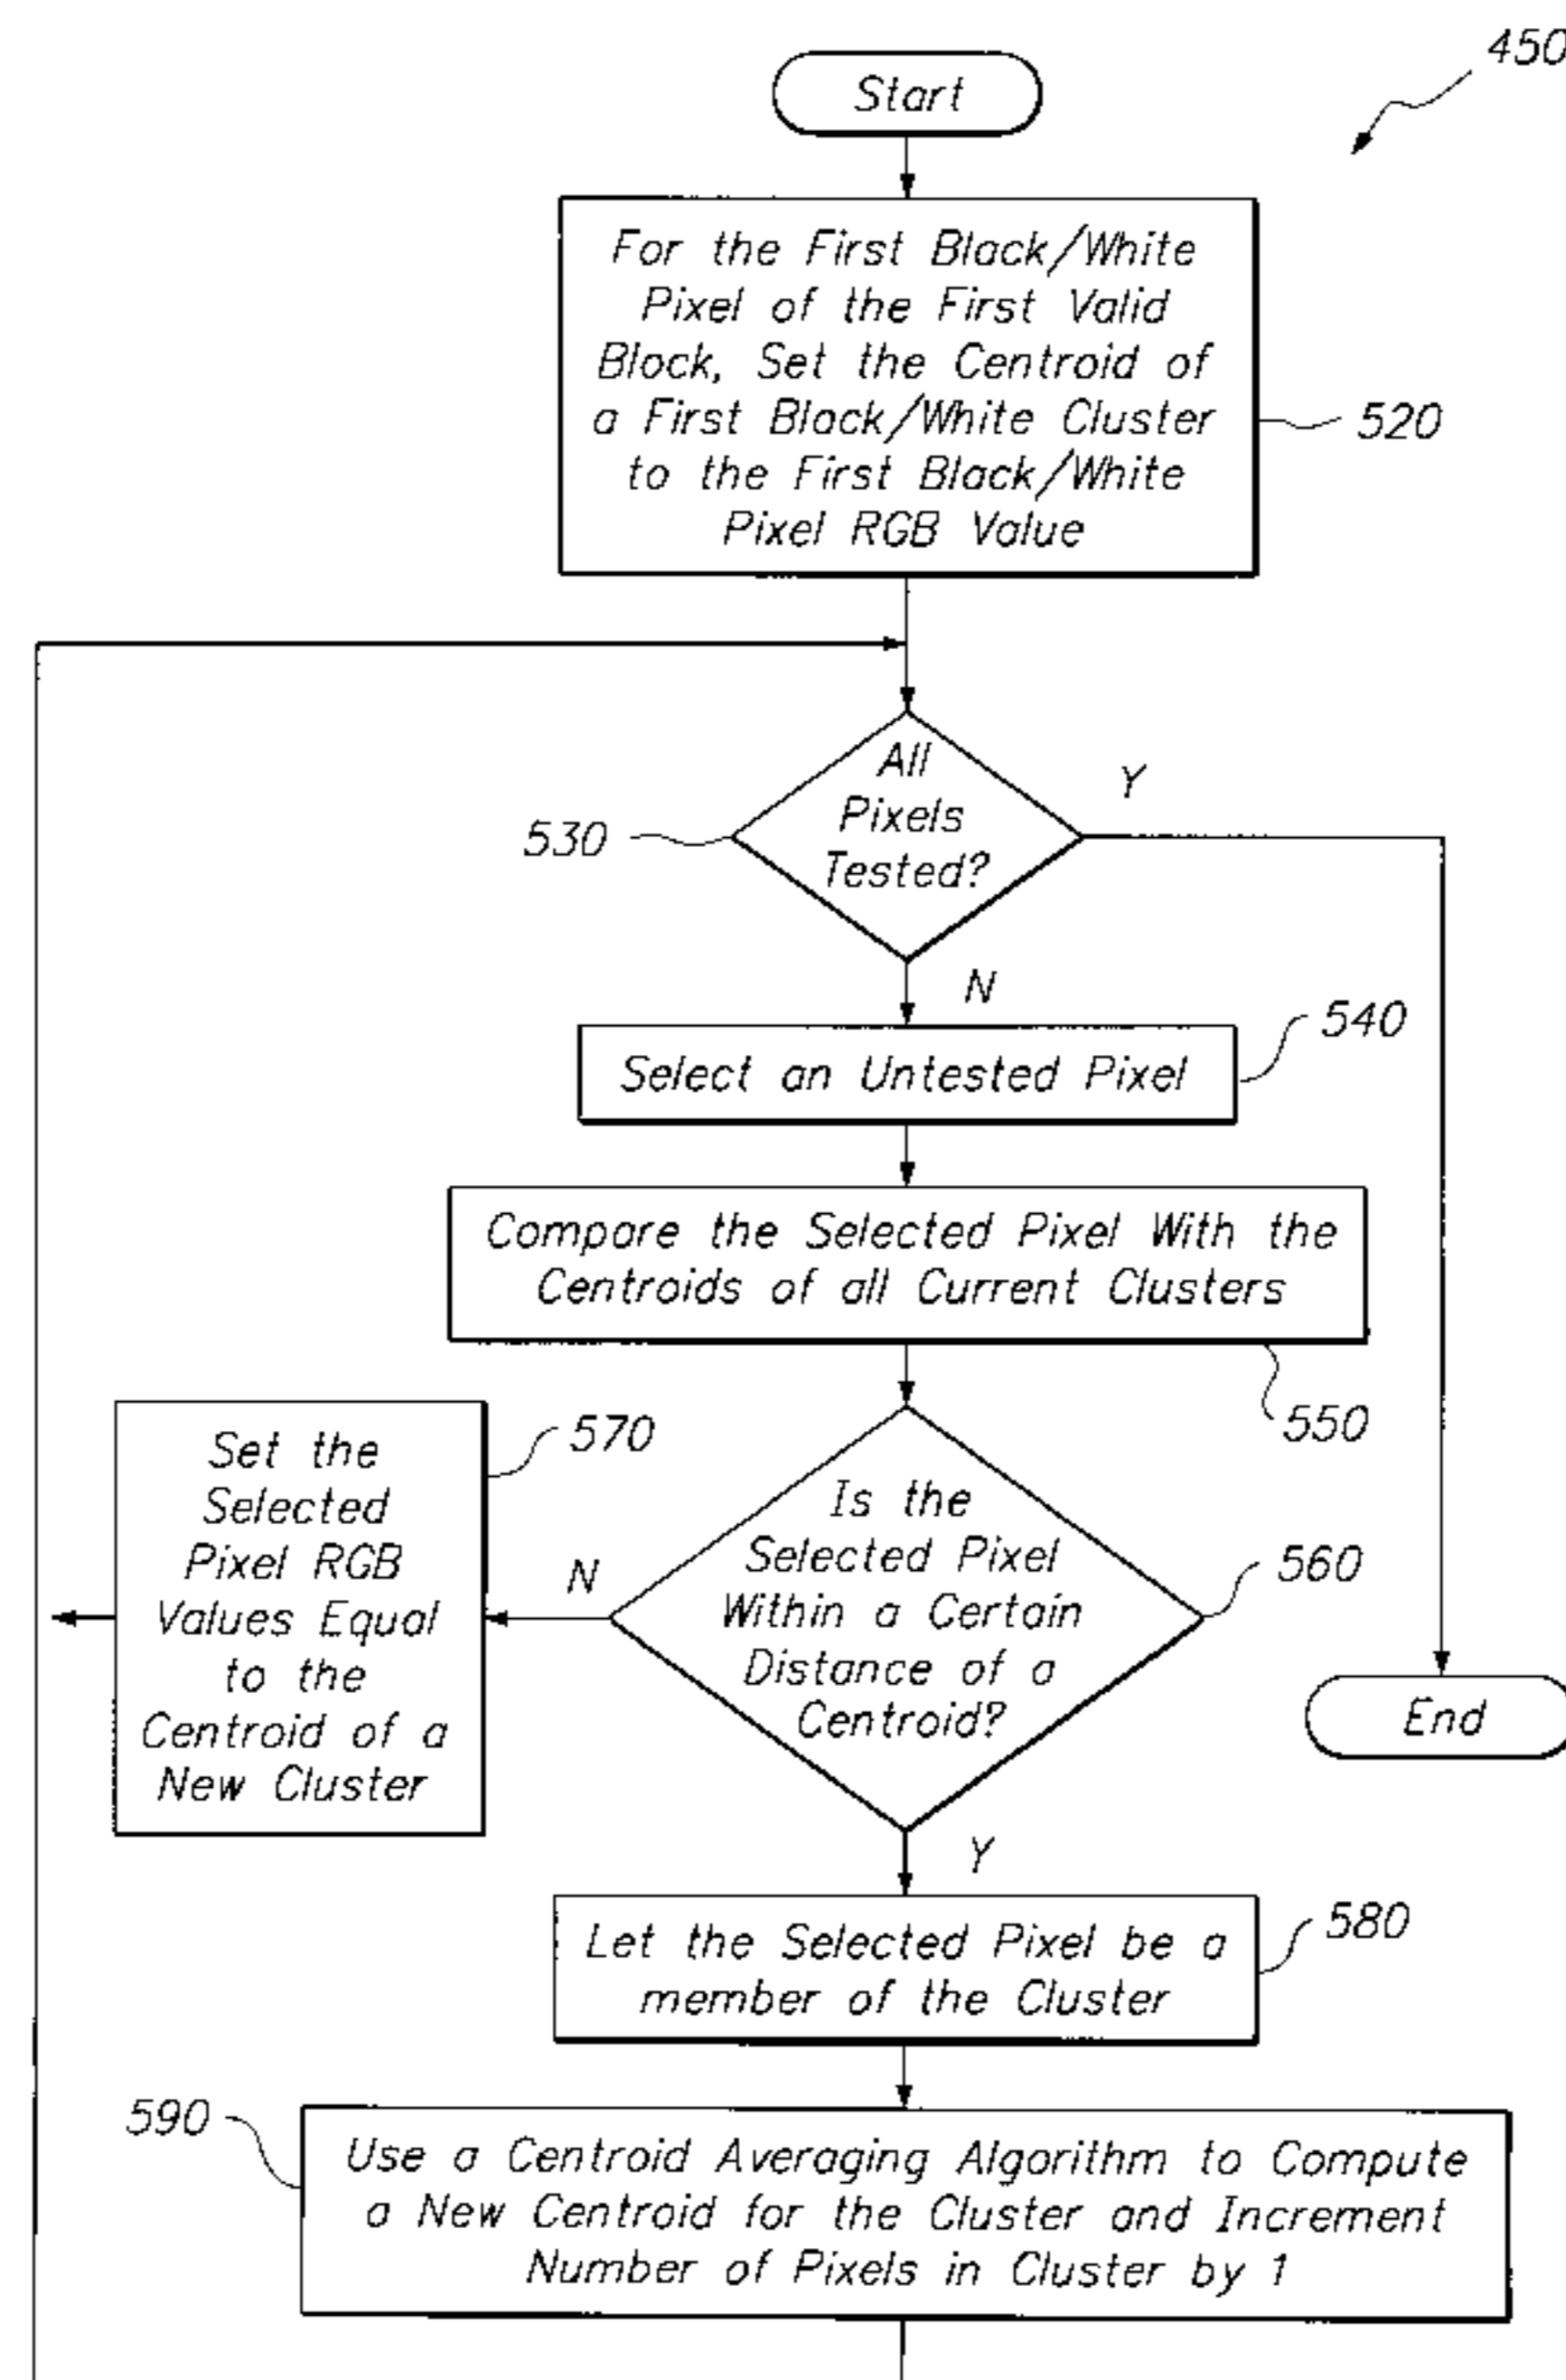 450
Start
For the First Black/White
Pixel of the First Valid
Block, Set the Centroid of
a First Black/White Cluster
to the First Black/White
Pixel RGB Value
520
All
Pixels
Tested?
Y
530
N
540
Select an Untested Pixel
Compare the Selected Pixel With the
Centroids of all Current Clusters
550
570
Set the
Selected
Pixel RGB
Values Equal
to the
Centroid of a
New Cluster
N
Is the
Selected Pixel
Within a Certain
Distance of a
Centroid?
560
End
Y
580
Let the Selected Pixel be a
member of the Cluster
590
Use a Centroid Averaging Algorithm to Compute
a New Centroid for the Cluster and Increment
Number of Pixels in Cluster by 1